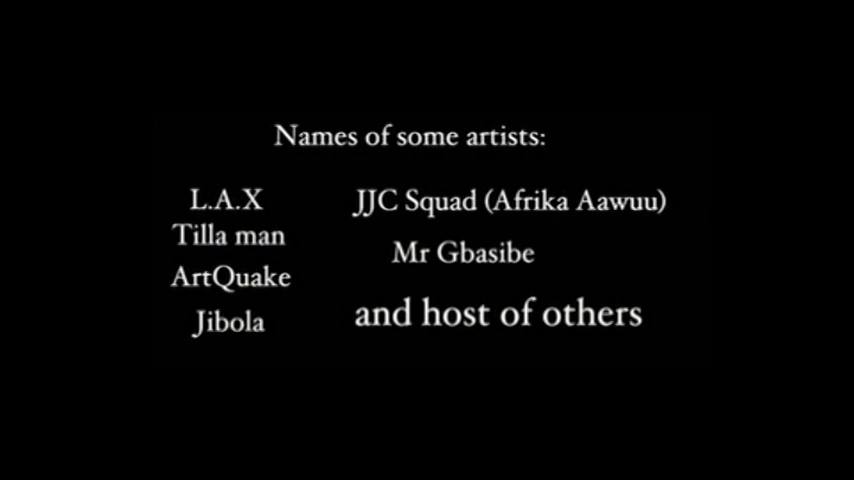 Names of some artists:
L.A.X
Tilla man
ArtQuake
Jibola
JJC Squad (Afrika Aawuu)
Mr Gbasibe
and host of others